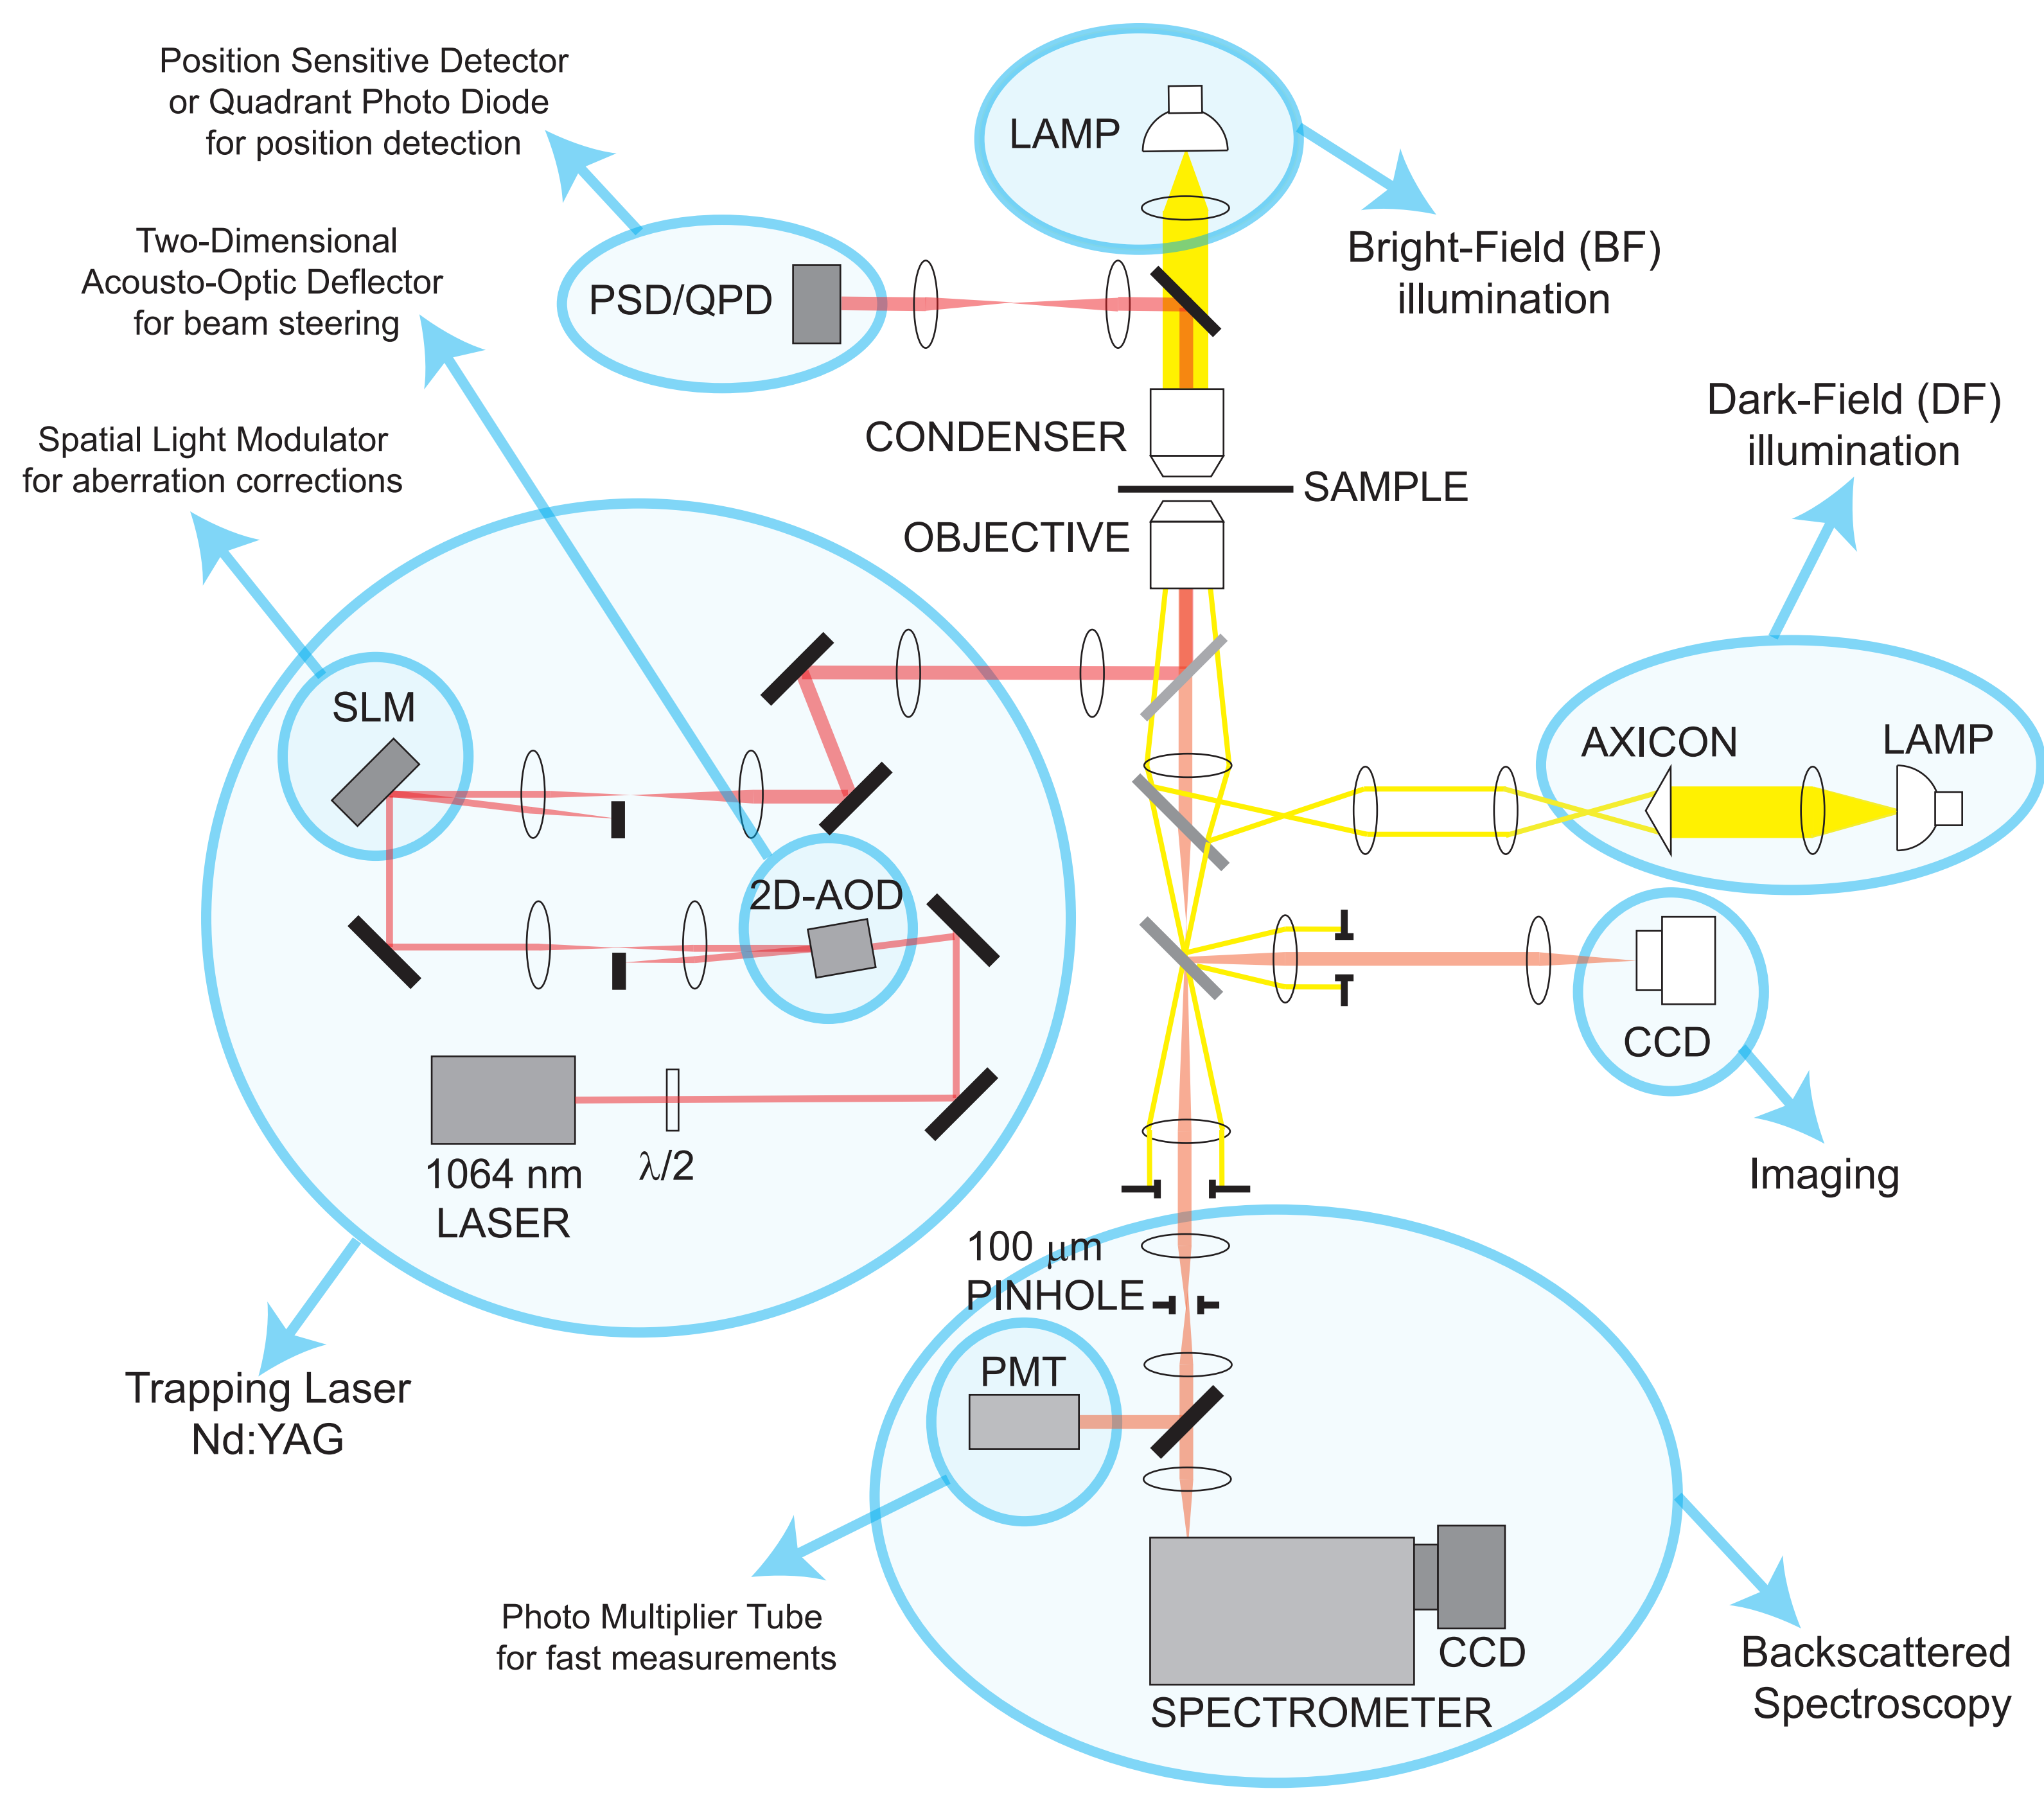 Position Sensitive Detector
or Quadrant Photo Diode
for position detection
LAMP
Two-Dimensional
Acousto-Optic Deflector
for beam steering
PSD/QPD
Bright-Field (BF)
illumination
Dark-Field (DF)
illumination
Spatial Light Modulator
for aberration corrections
CONDENSER
SAMPLE
OBJECTIVE
SLM
AXICON
LAMP
2D-AOD
CCD
1064 nm
LASER
λ/2
Imaging
100 μm
PINHOLE
Trapping Laser
Nd:YAG
PMT
Photo Multiplier Tube
for fast measurements
CCD
SPECTROMETER
Backscattered
Spectroscopy